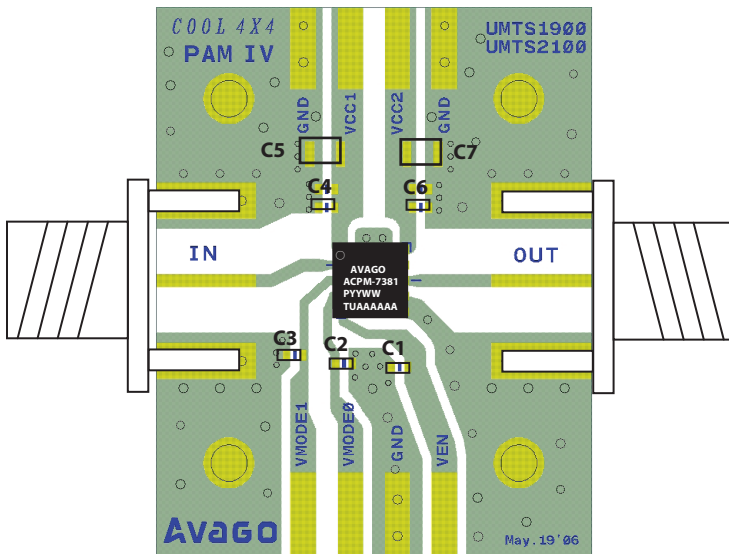 COOL 4X4
PAM IV
UMTS1900
UMTS2100
GND
VCC1
VCC2
GND
C5
C7
C4
C6
IN
OUT
AVAGO
ACPM-7381
PYYWW
TUAAAAAA
C3
C2
C1
VMODE1
VMODE0
GND
VEN
AVAGO
May.19'06